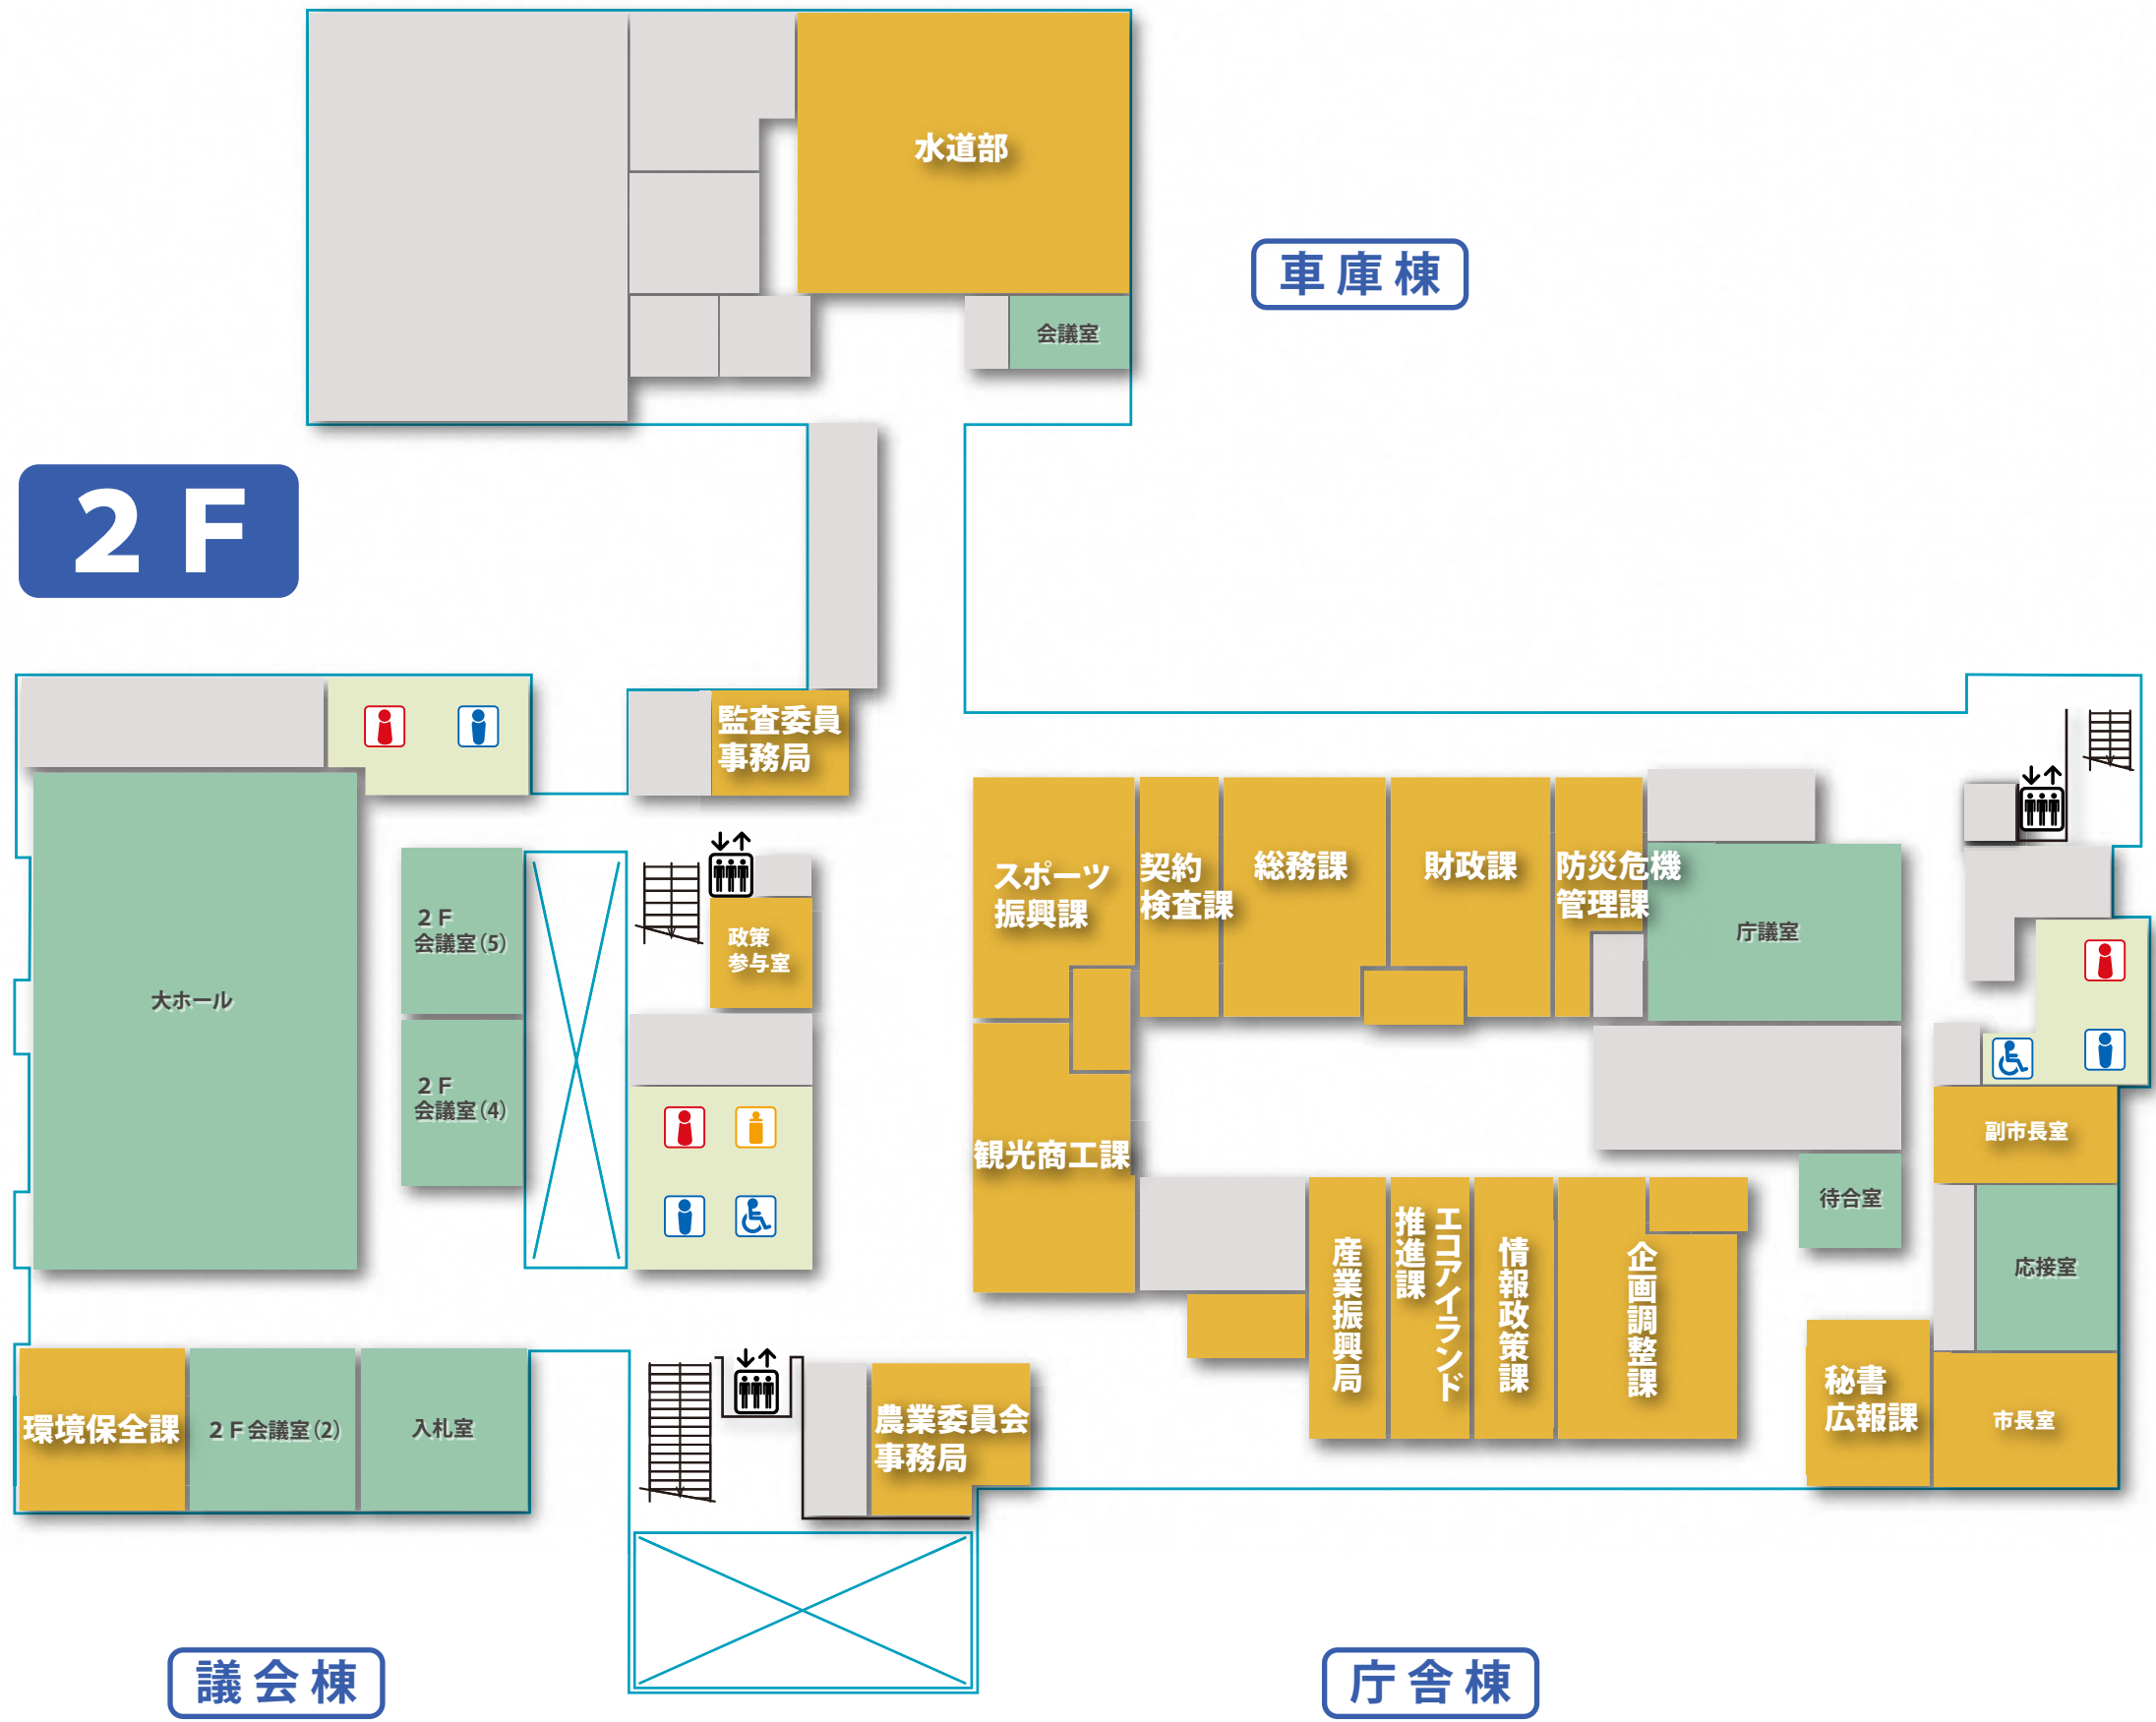 水道部
車庫棟
会議室
２Ｆ
監査委員
事務局
スポーツ
振興課
契約
検査課
総務課
財政課
防災危機
管理課
庁議室
２Ｆ
会議室(5)
政策
参与室
大ホール
２Ｆ
会議室(4)
観光商工課
副市長室
待合室
応接室
産業振興局
エコアイランド
推進課
情報政策課
企画調整課
秘書
広報課
市長室
環境保全課
２Ｆ会議室(2)
入札室
農業委員会
事務局
議会棟
庁舎棟